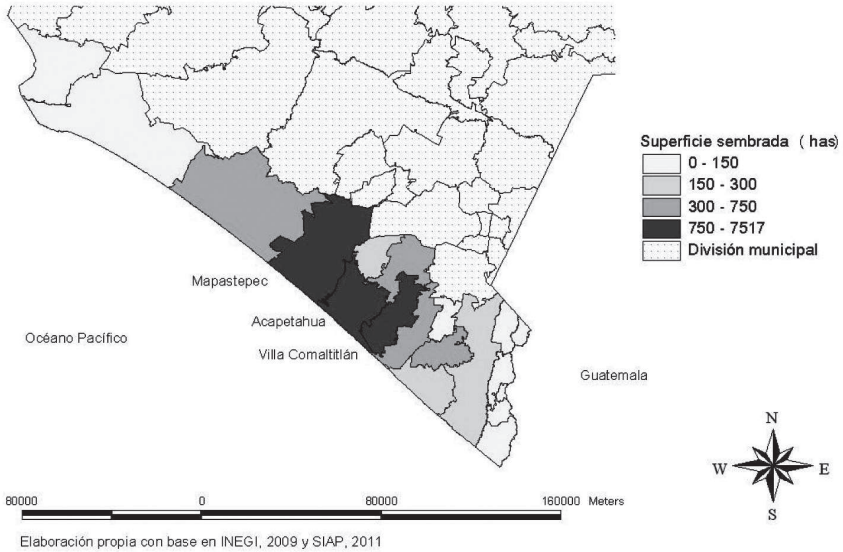 Superficie sembrada ( has)
0 - 150
150 - 300
300 - 750
750 - 7517
División municipal
Mapastepec
Acapetahua
Villa Comaltitlán
Océano Pacífico
Guatemala
N
W
E
S
80000 0 80000 160000 Meters
Elaboración propia con base en INEGI, 2009 y SIAP, 2011